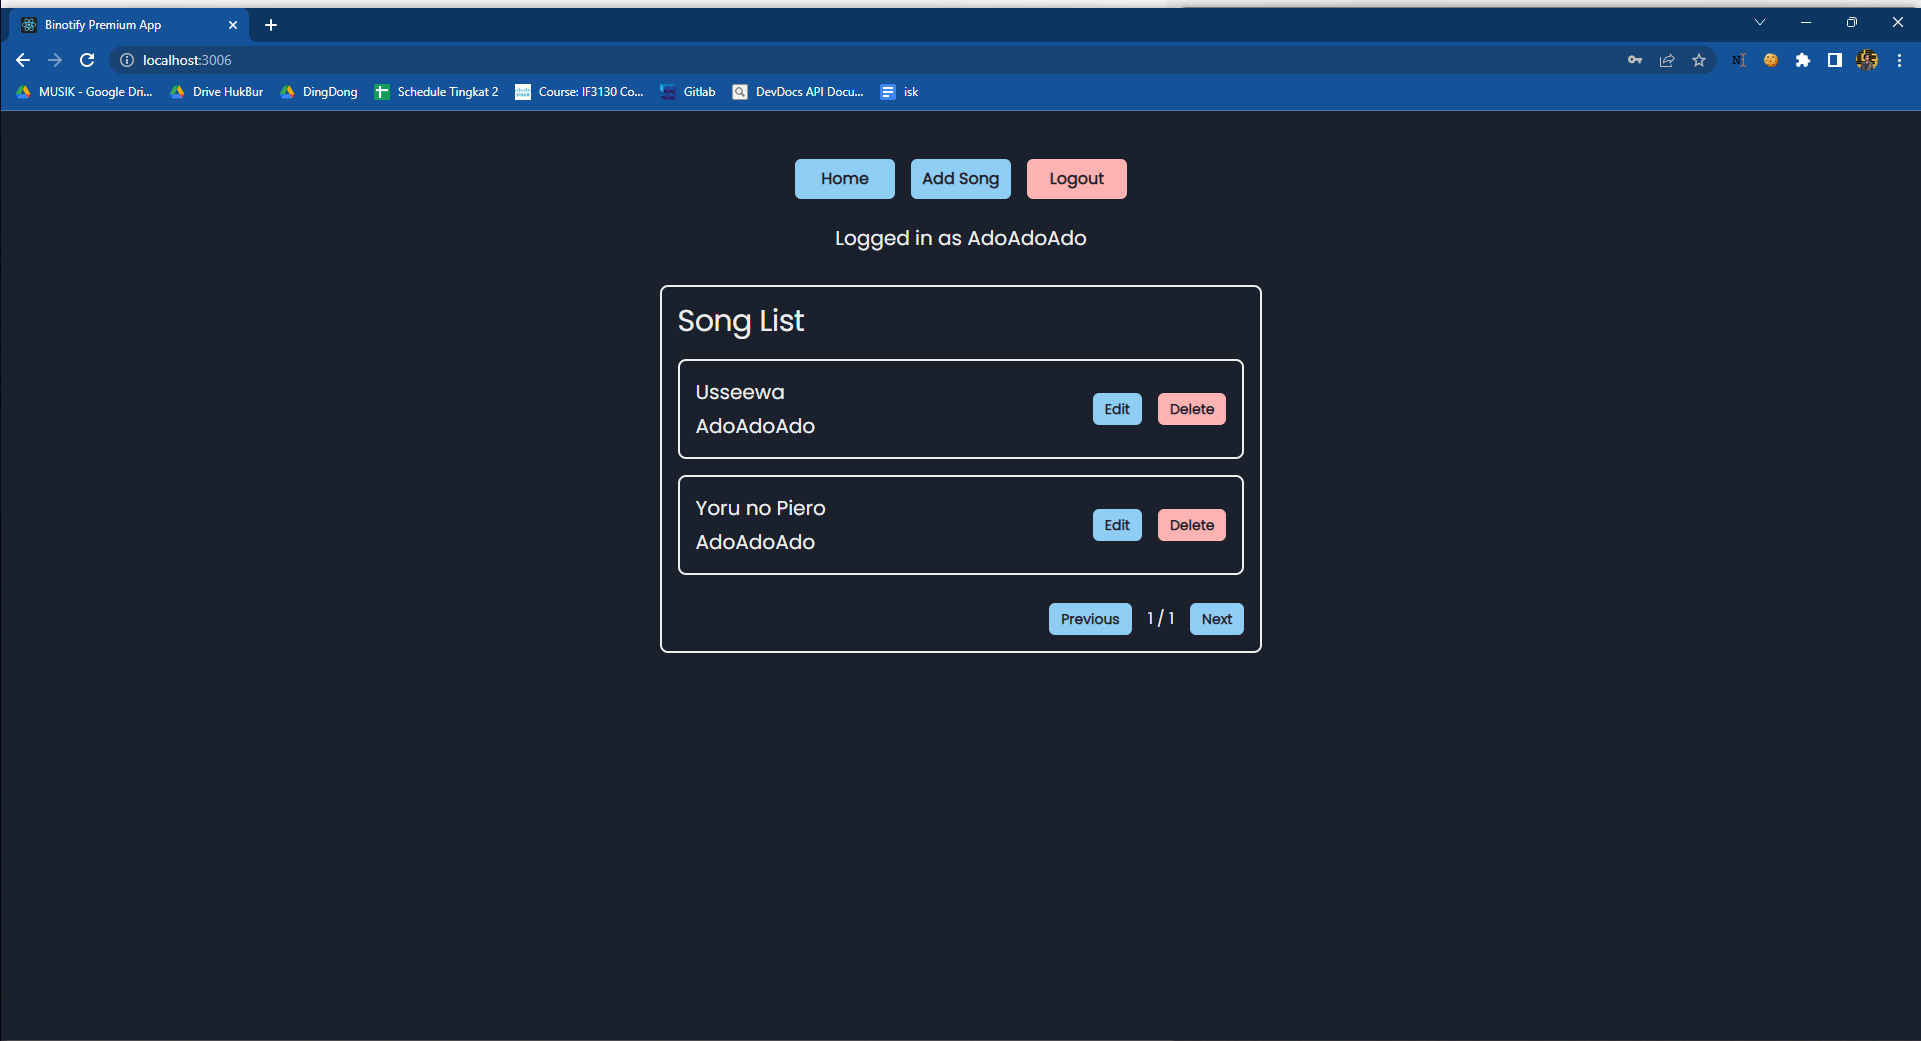 Binotify Premium App
localhost:3006
MUSIK - Google Dri... Drive HukBur DingDong Schedule Tingkat 2 Course: IF3130 Co... Gitlab DevDocs API Docu... isk
Home Add Song Logout
Logged in as AdoAdoAdo
Song List
Usseewa
AdoAdoAdo
Edit Delete
Yoru no Piero
AdoAdoAdo
Edit Delete
Previous 1 / 1 Next